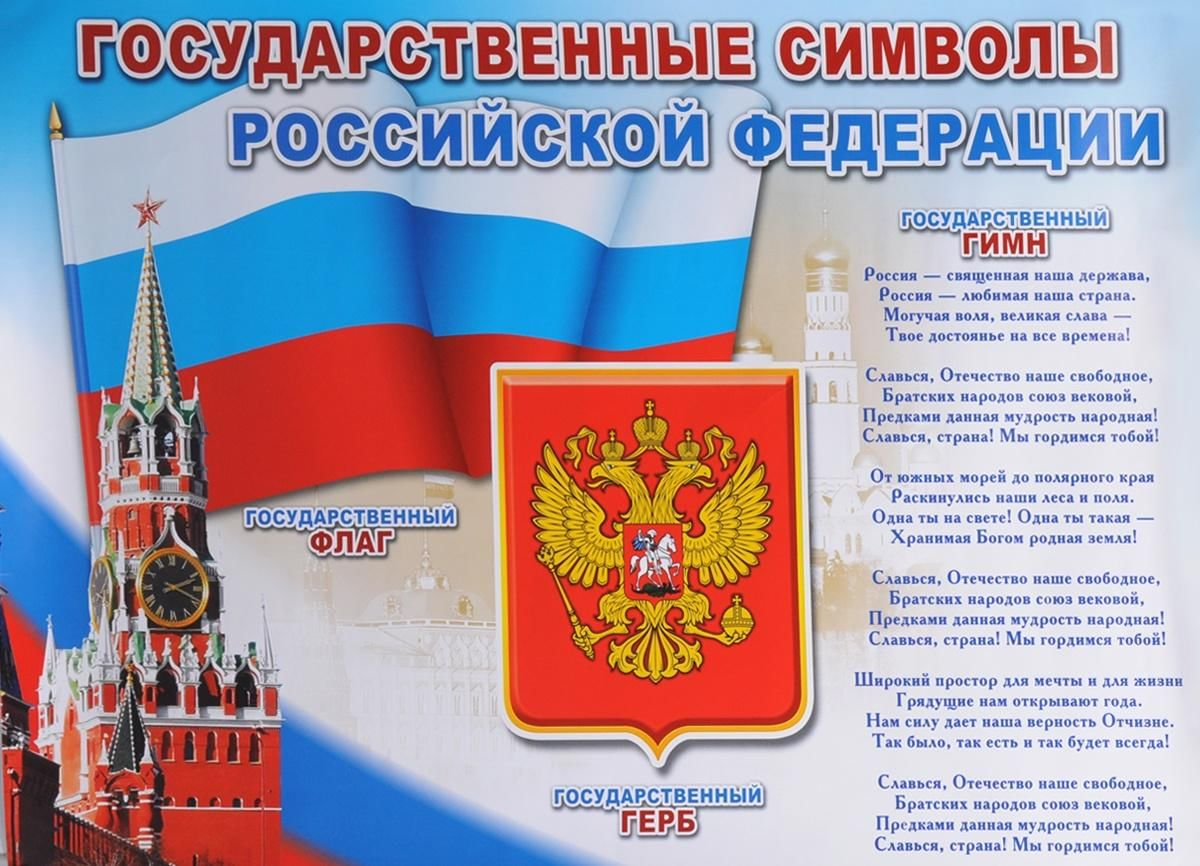 ГОСУДАРСТВЕННЫЕ СИМВОЛЫ
РОССИЙСКОЙ ФЕДЕРАЦИИ
ГОСУДАРСТВЕННЫЙ
ФЛАГ
ГОСУДАРСТВЕННЫЙ
ГЕРБ
ГОСУДАРСТВЕННЫЙ
ГИМН
Россия — священная наша держава,
Россия — любимая наша страна.
Могучая воля, великая слава —
Твое достоянье на все времена!
Славься, Отечество наше свободное,
Братских народов союз вековой,
Предками данная мудрость народная!
Славься, страна! Мы гордимся тобой!
От южных морей до полярного края
Раскинулись наши леса и поля.
Одна ты на свете! Одна ты такая —
Хранимая Богом родная земля!
Славься, Отечество наше свободное,
Братских народов союз вековой,
Предками данная мудрость народная!
Славься, страна! Мы гордимся тобой!
Широкий простор для мечты и для жизни
Грядущие нам открывают года.
Нам силу дает наша верность Отчизне.
Так было, так есть и так будет всегда!
Славься, Отечество наше свободное,
Братских народов союз вековой,
Предками данная мудрость народная!
Славься, страна! Мы гордимся тобой!